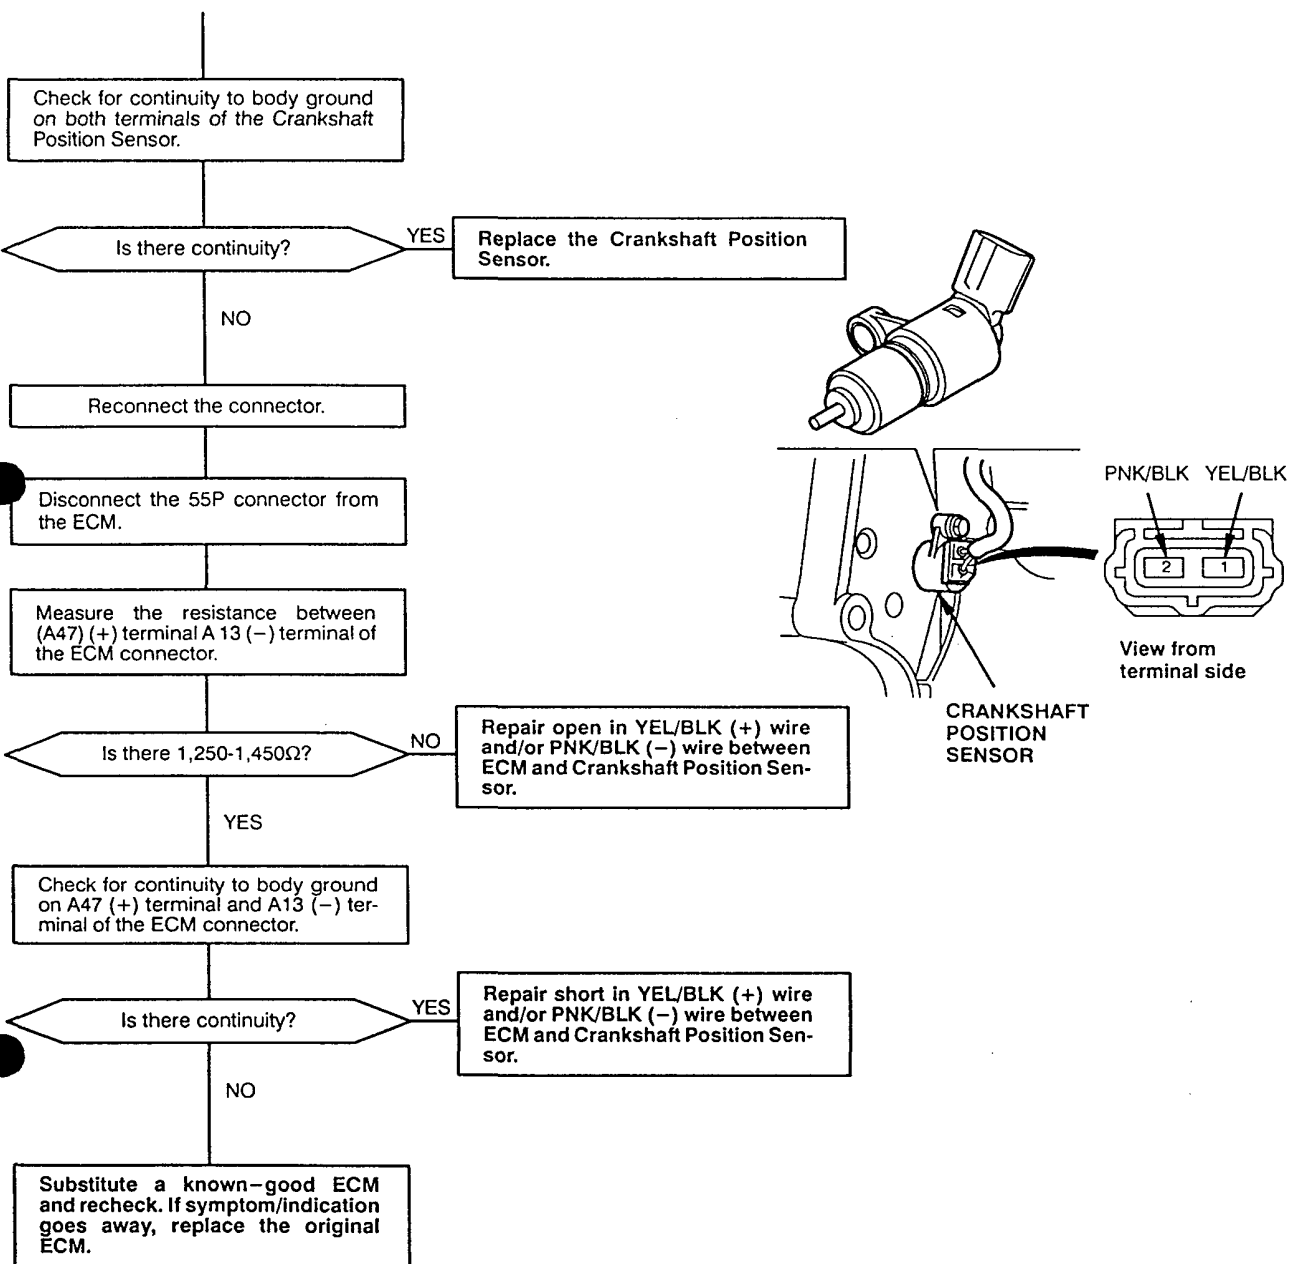 Check for continuity to body ground
on both terminals of the Crankshaft
Position Sensor.
Is there continuity?
YES
Replace the Crankshaft Position
Sensor.
NO
Reconnect the connector.
Disconnect the 55P connector from
the ECM.
Measure the resistance between
(A47) (+) terminal A 13 (−) terminal of
the ECM connector.
Is there 1,250-1,450Ω?
NO
Repair open in YEL/BLK (+) wire
and/or PNK/BLK (−) wire between
ECM and Crankshaft Position Sen-
sor.
YES
Check for continuity to body ground
on A47 (+) terminal and A13 (−) ter-
minal of the ECM connector.
Is there continuity?
YES
Repair short in YEL/BLK (+) wire
and/or PNK/BLK (−) wire between
ECM and Crankshaft Position Sen-
sor.
NO
Substitute a known–good ECM
and recheck. If symptom/indication
goes away, replace the original
ECM.
PNK/BLK YEL/BLK
2 1
View from
terminal side
CRANKSHAFT
POSITION
SENSOR